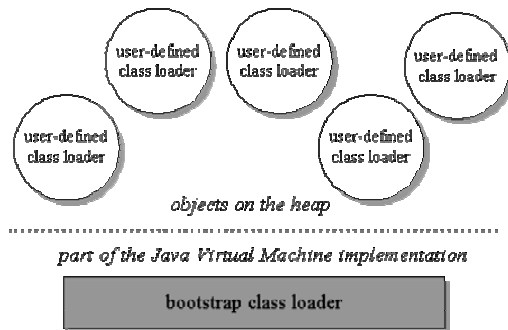 user-defined
class loader
user-defined
class loader
user-defined
class loader
user-defined
class loader
user-defined
class loader
objects on the heap
part of the Java Virtual Machine implementation
bootstrap class loader